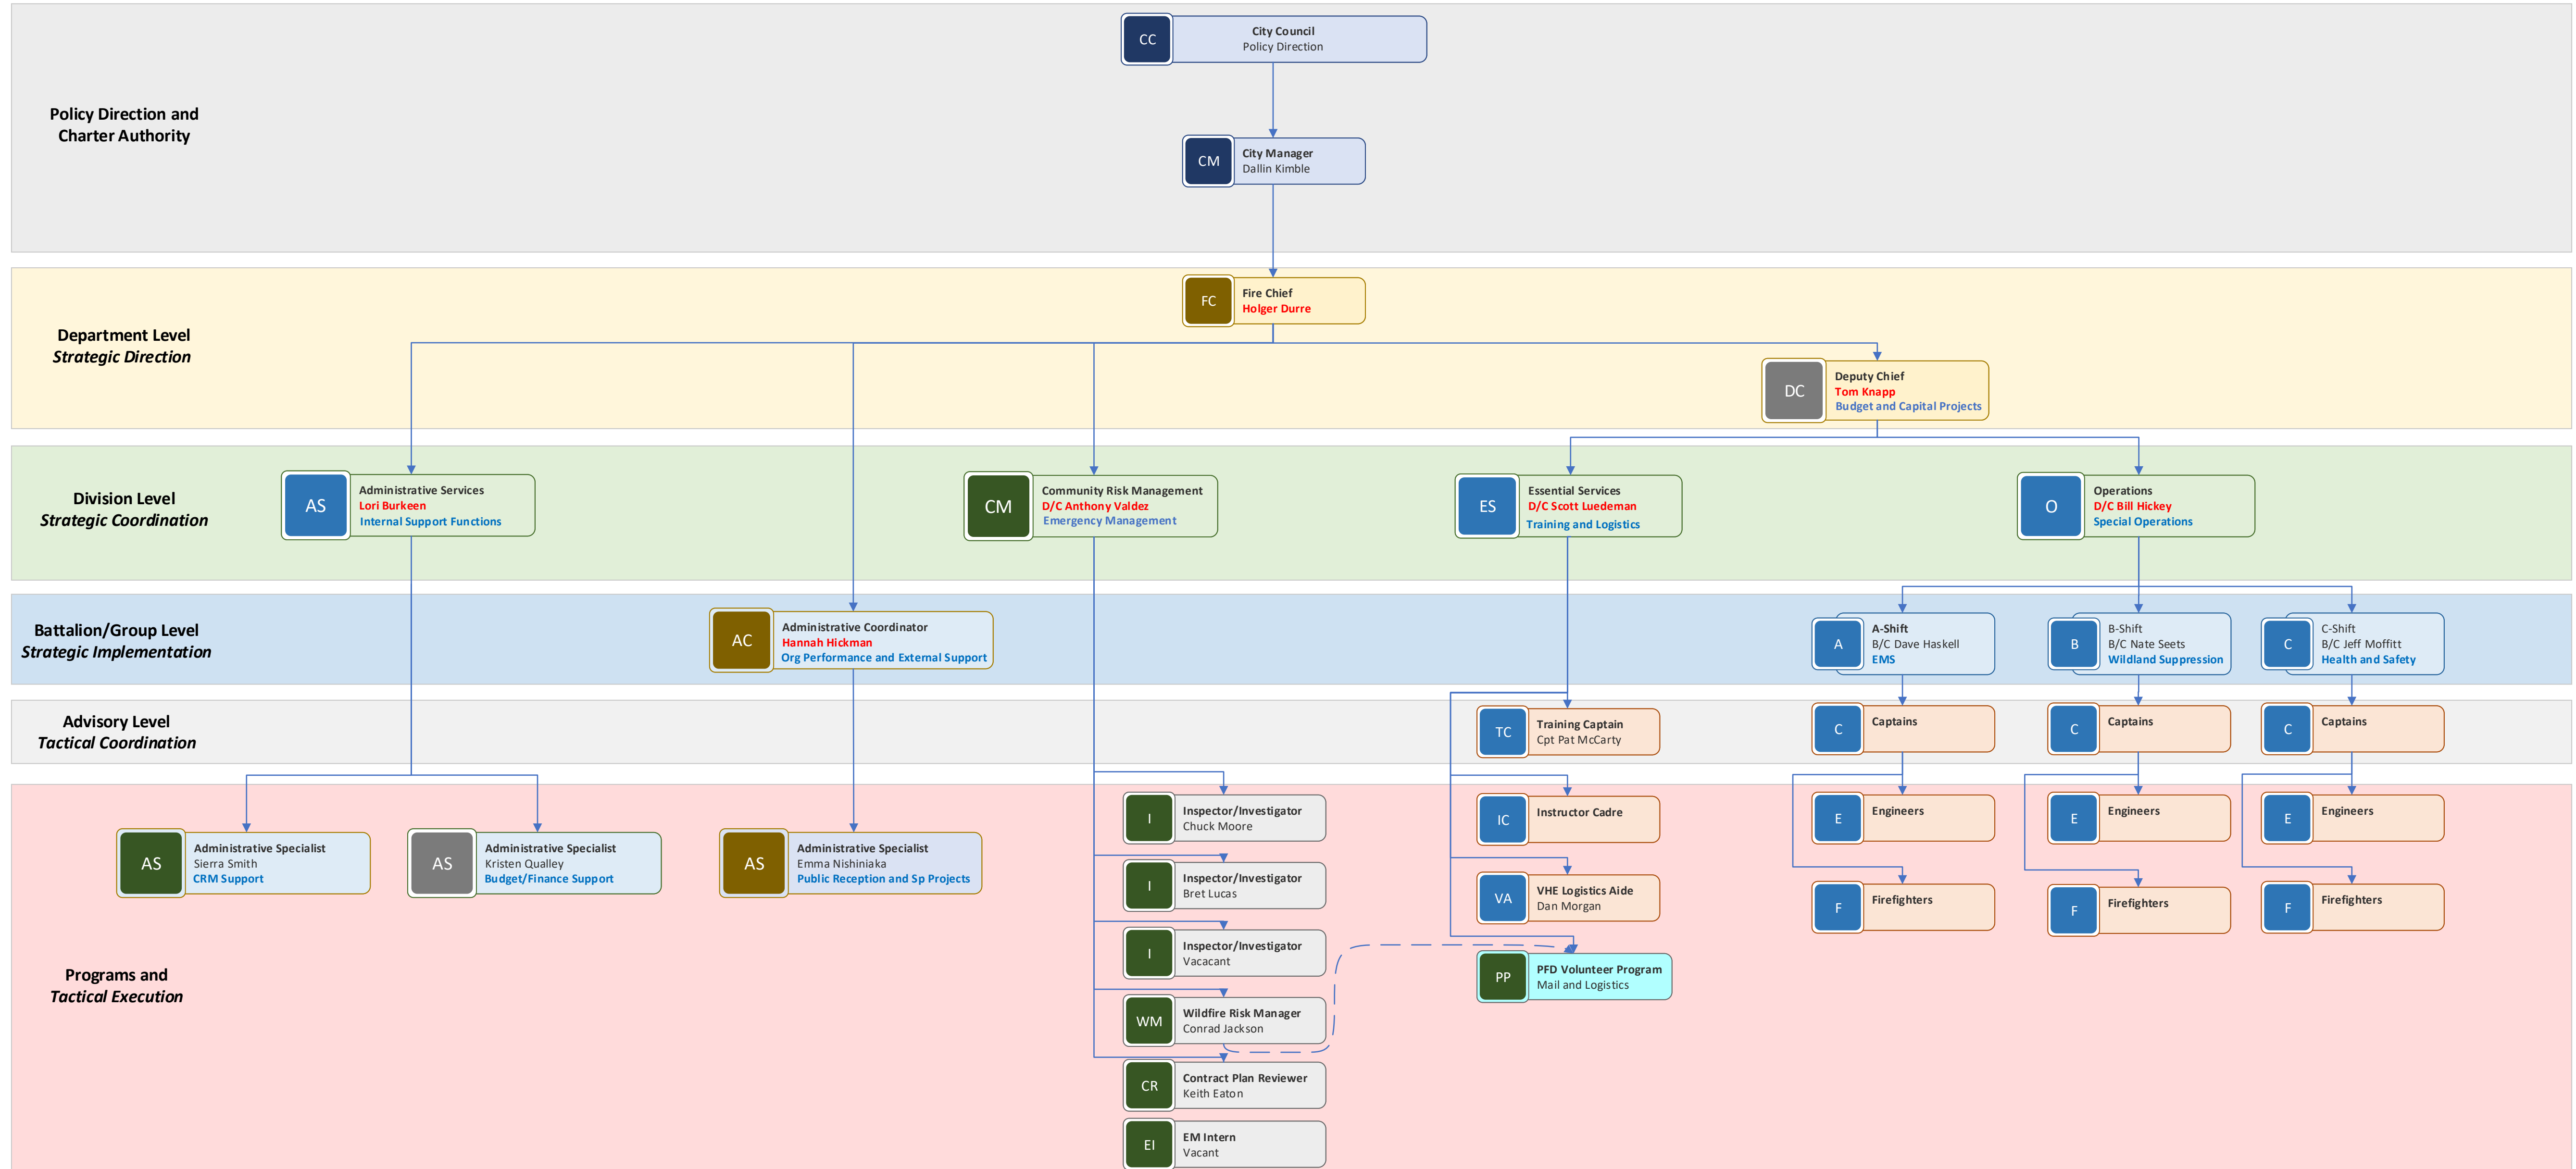 CC
City Council
Policy Direction
Policy Direction and
Charter Authority
CM
City Manager
Dallin Kimble
FC
Fire Chief
Holger Durre
Department Level
Strategic Direction
DC
Deputy Chief
Tom Knapp
Budget and Capital Projects
Division Level
Strategic Coordination
AS
Administrative Services
Lori Burkeen
Internal Support Functions
CM
Community Risk Management
D/C Anthony Valdez
Emergency Management
ES
Essential Services
D/C Scott Luedeman
Training and Logistics
O
Operations
D/C Bill Hickey
Special Operations
Battalion/Group Level
Strategic Implementation
AC
Administrative Coordinator
Hannah Hickman
Org Performance and External Support
A
A-Shift
B/C Dave Haskell
EMS
B
B-Shift
B/C Nate Seets
Wildland Suppression
C
C-Shift
B/C Jeff Moffitt
Health and Safety
Advisory Level
Tactical Coordination
TC
Training Captain
Cpt Pat McCarty
C
Captains
C
Captains
C
Captains
Programs and
Tactical Execution
AS
Administrative Specialist
Sierra Smith
CRM Support
AS
Administrative Specialist
Kristen Qualley
Budget/Finance Support
AS
Administrative Specialist
Emma Nishiniaka
Public Reception and Sp Projects
I
Inspector/Investigator
Chuck Moore
I
Inspector/Investigator
Bret Lucas
I
Inspector/Investigator
Vacacant
WM
Wildfire Risk Manager
Conrad Jackson
CR
Contract Plan Reviewer
Keith Eaton
EI
EM Intern
Vacant
IC
Instructor Cadre
VA
VHE Logistics Aide
Dan Morgan
PP
PFD Volunteer Program
Mail and Logistics
E
Engineers
E
Engineers
E
Engineers
F
Firefighters
F
Firefighters
F
Firefighters